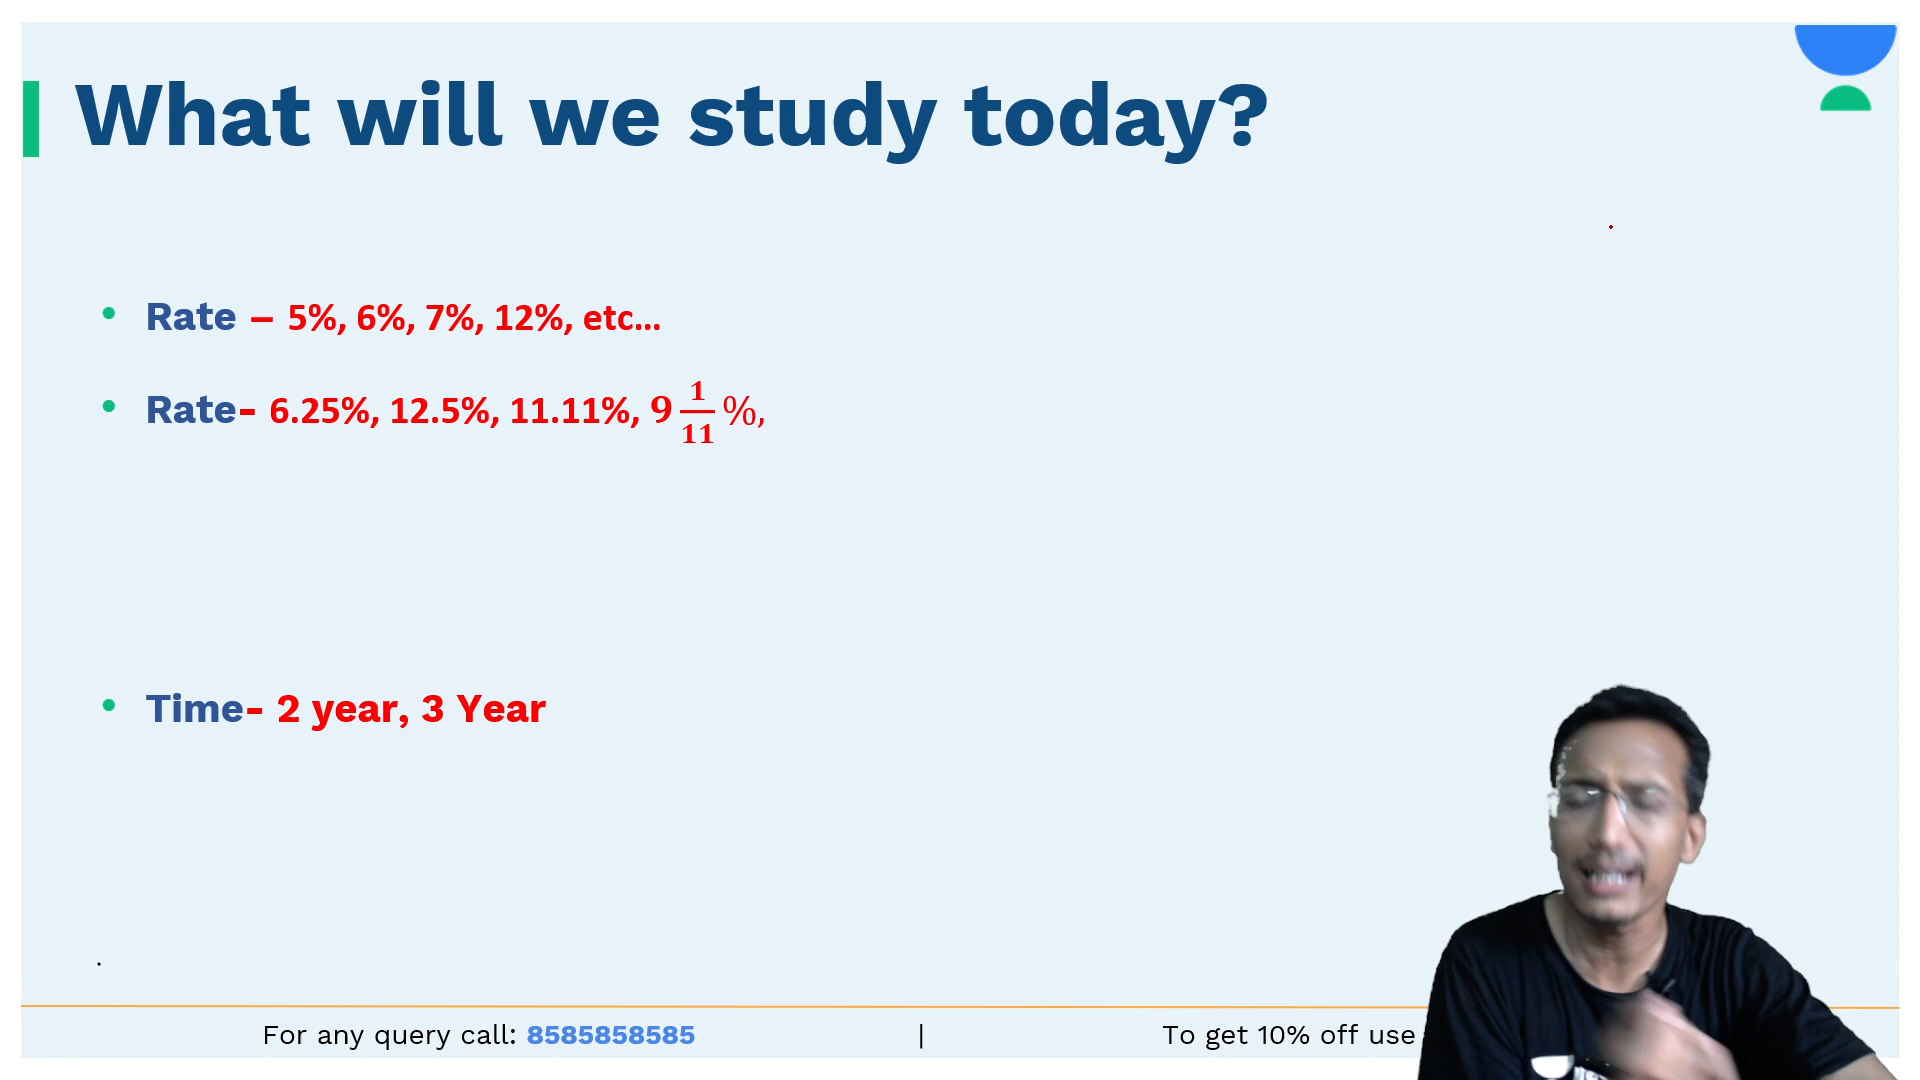 What will we study today?
• Rate – 5%, 6%, 7%, 12%, etc...
• Rate- 6.25%, 12.5%, 11.11%, 9 1/11 %,
• Time- 2 year, 3 Year
For any query call: 8585858585 | To get 10% off use